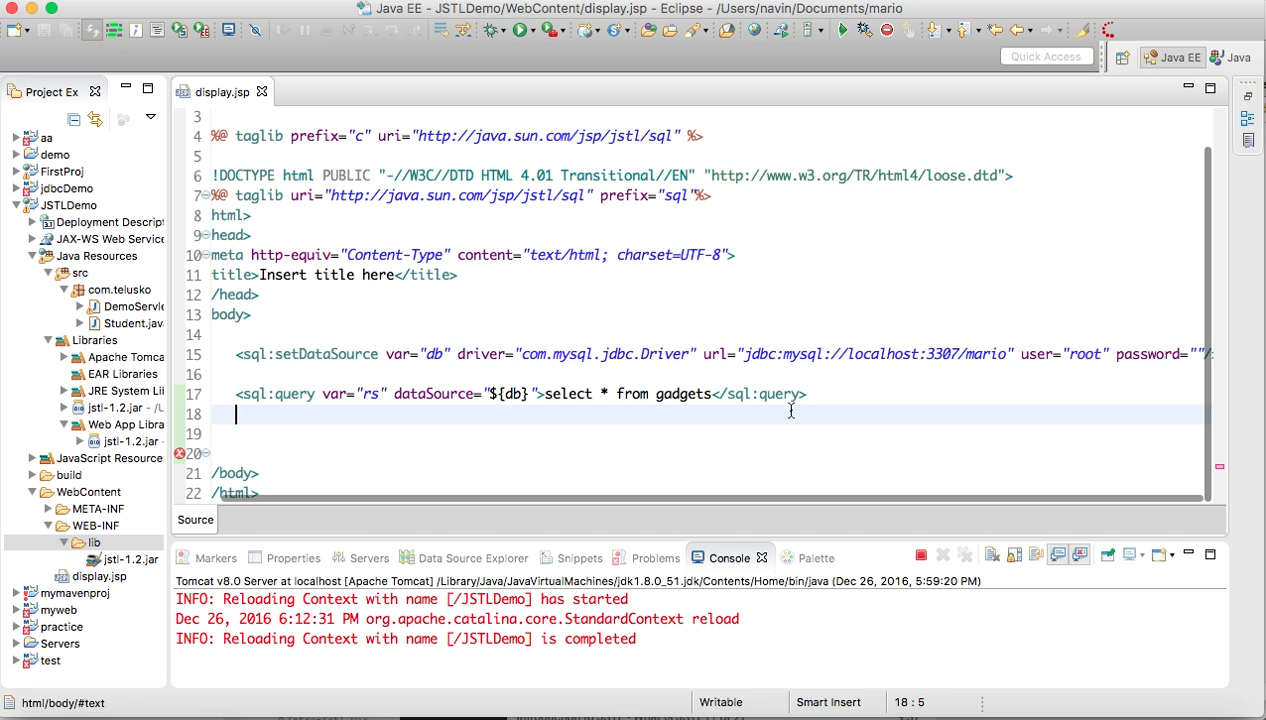 Java EE - JSTLDemo/WebContent/display.jsp - Eclipse - /Users/navin/Documents/mario
Quick Access
Java EE
Java
Project Ex
display.jsp
aa
demo
FirstProj
jdbcDemo
JSTLDemo
Deployment Descript
JAX-WS Web Service
Java Resources
src
com.telusko
DemoServle
Student.java
Libraries
Apache Tomca
EAR Libraries
JRE System Lib
jstl-1.2.jar - /U
Web App Libra
jstl-1.2.jar -
JavaScript Resource
build
WebContent
META-INF
WEB-INF
lib
jstl-1.2.jar
display.jsp
mymavenproj
myweb
practice
Servers
test
3
4 %@ taglib prefix="c" uri="http://java.sun.com/jsp/jstl/sql" %>
5
6 !DOCTYPE html PUBLIC "-//W3C//DTD HTML 4.01 Transitional//EN" "http://www.w3.org/TR/html4/loose.dtd">
7 %@ taglib uri="http://java.sun.com/jsp/jstl/sql" prefix="sql"%>
8 html>
9 head>
10 meta http-equiv="Content-Type" content="text/html; charset=UTF-8">
11 title>Insert title here</title>
12 /head>
13 body>
14
15 <sql:setDataSource var="db" driver="com.mysql.jdbc.Driver" url="jdbc:mysql://localhost:3307/mario" user="root" password=""/>
16
17 <sql:query var="rs" dataSource="${db}">select * from gadgets</sql:query>
18
19
20
21 /body>
22 /html>
Source
Markers
Properties
Servers
Data Source Explorer
Snippets
Problems
Console
Palette
Tomcat v8.0 Server at localhost [Apache Tomcat] /Library/Java/JavaVirtualMachines/jdk1.8.0_51.jdk/Contents/Home/bin/java (Dec 26, 2016, 5:59:20 PM)
INFO: Reloading Context with name [/JSTLDemo] has started
Dec 26, 2016 6:12:31 PM org.apache.catalina.core.StandardContext reload
INFO: Reloading Context with name [/JSTLDemo] is completed
html/body/#text
Writable
Smart Insert
18 : 5